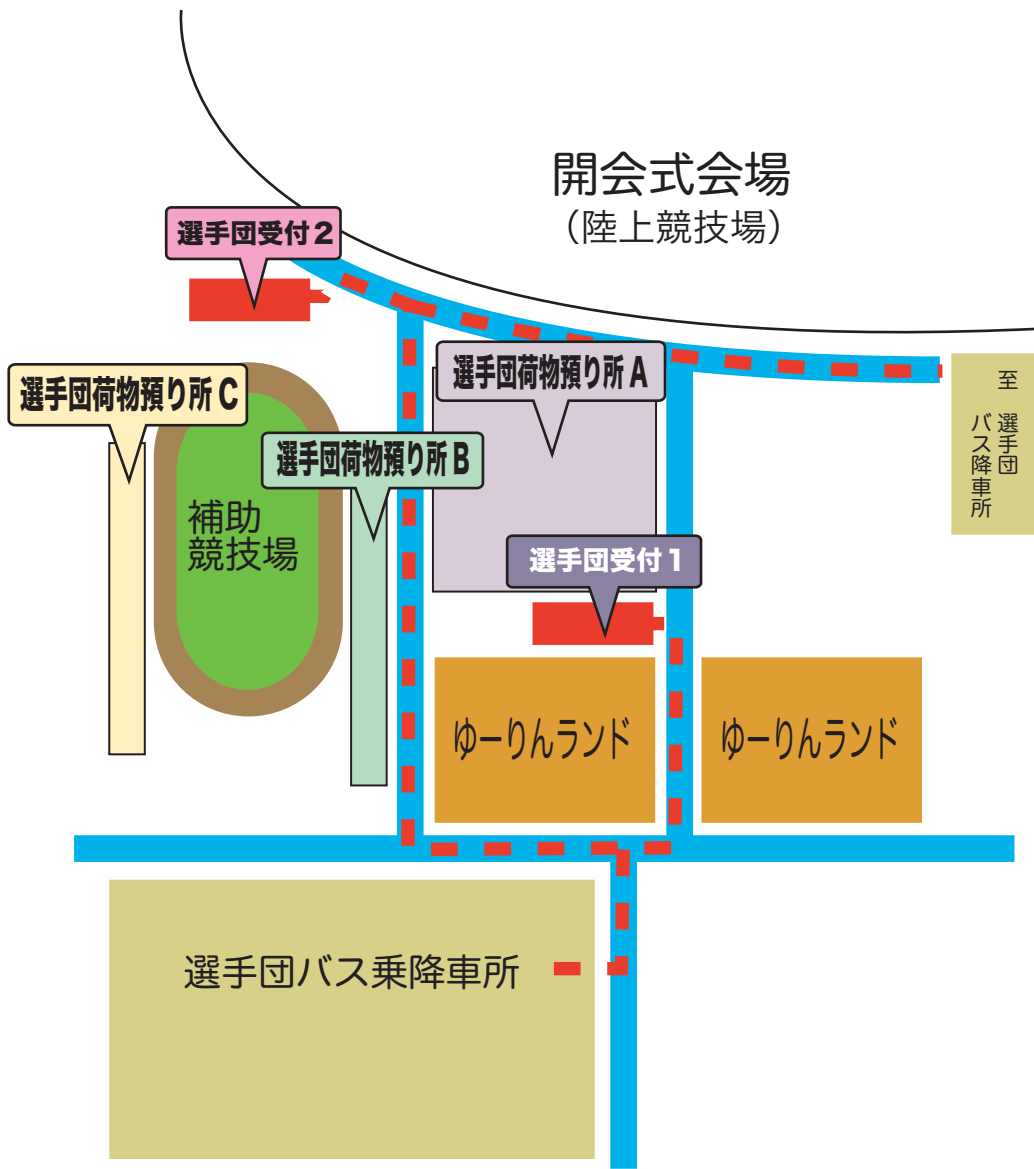 開会式会場
（陸上競技場）
選手団受付２
選手団荷物預り所 A
選手団荷物預り所 C
至　選手団
バス降車所
選手団荷物預り所 B
補助
競技場
選手団受付１
ゆーりんランド
ゆーりんランド
選手団バス乗降車所